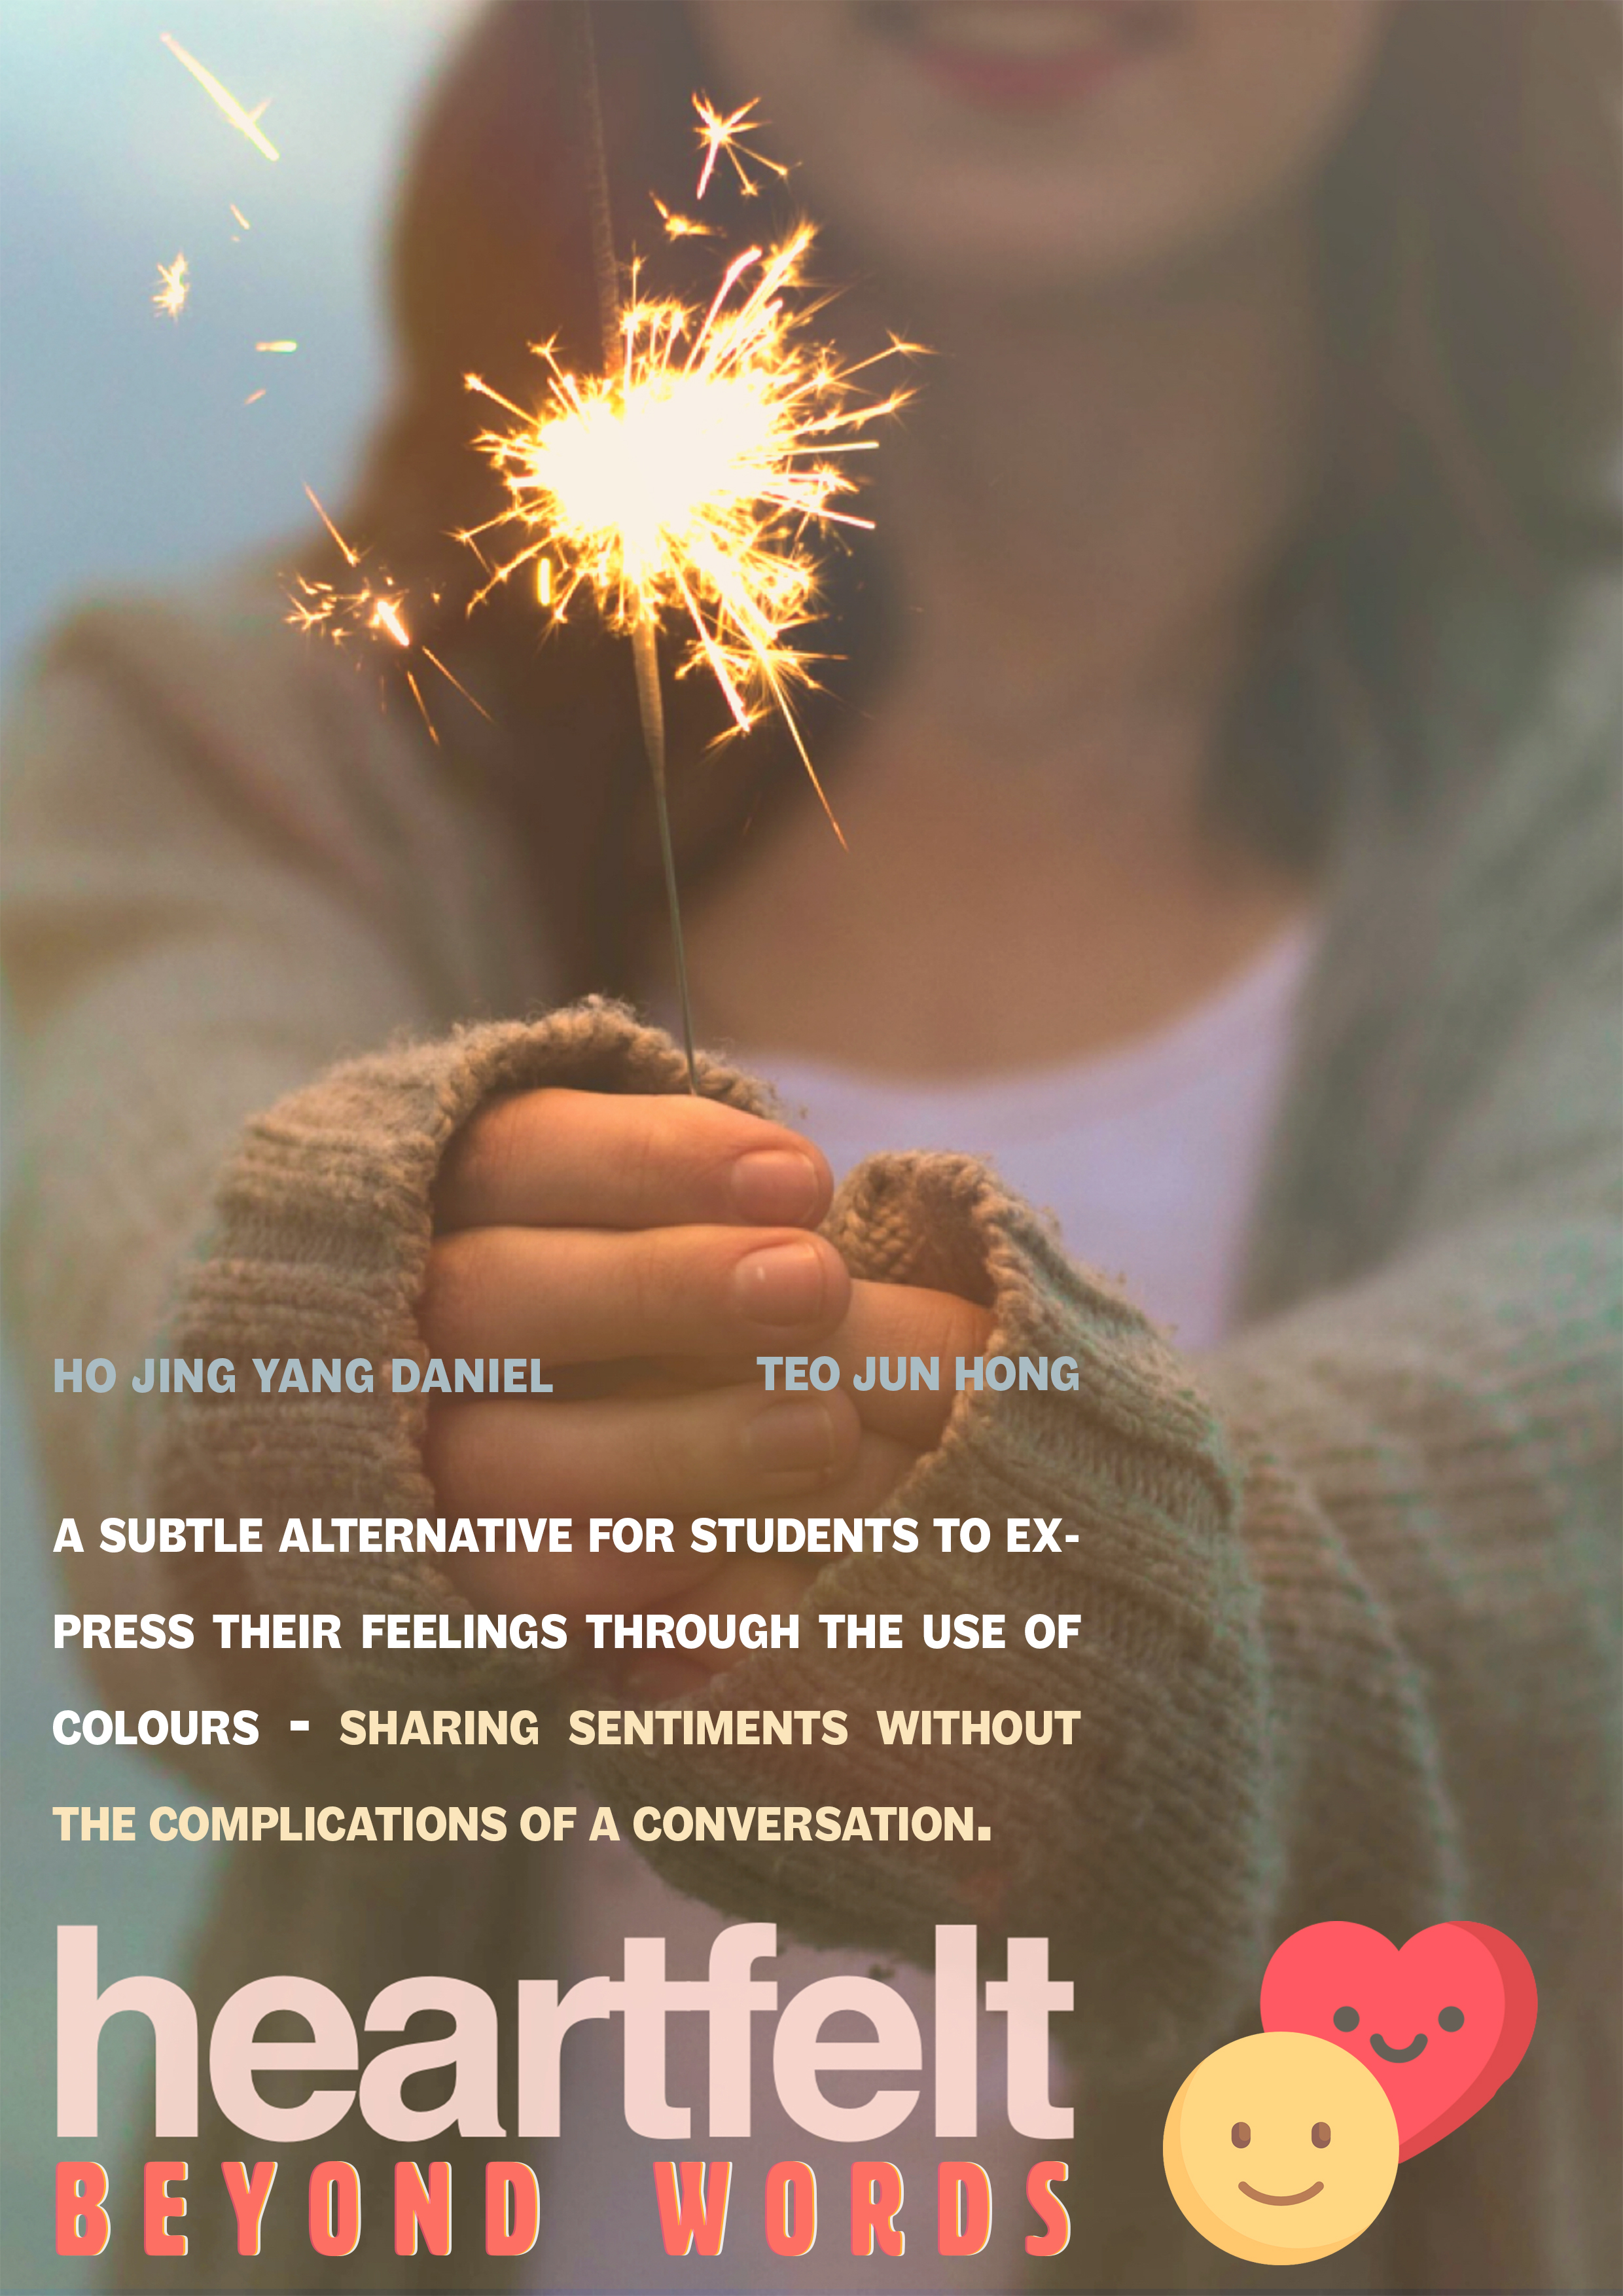 HO JING YANG DANIEL TEO JUN HONG
A SUBTLE ALTERNATIVE FOR STUDENTS TO EX-
PRESS THEIR FEELINGS THROUGH THE USE OF
COLOURS - SHARING SENTIMENTS WITHOUT
THE COMPLICATIONS OF A CONVERSATION.
heartfelt
BEYOND WORDS